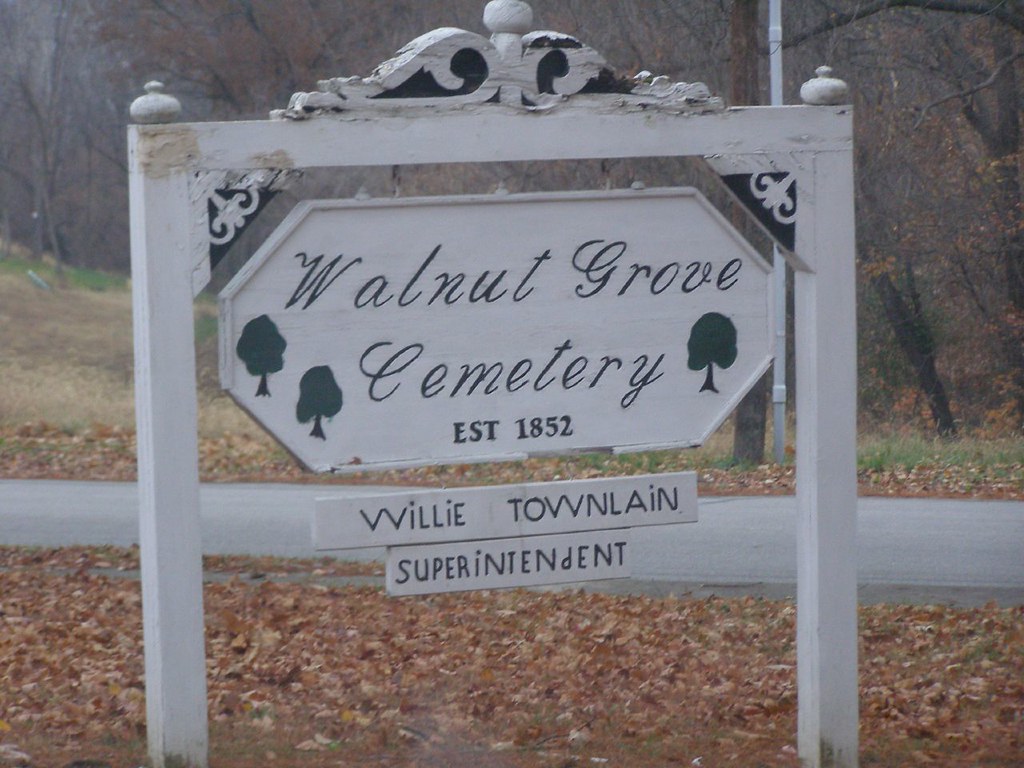 Walnut Grove
Cemetery
EST 1852
WILLiE TOWNLAiN
SUPERiNTENdENT